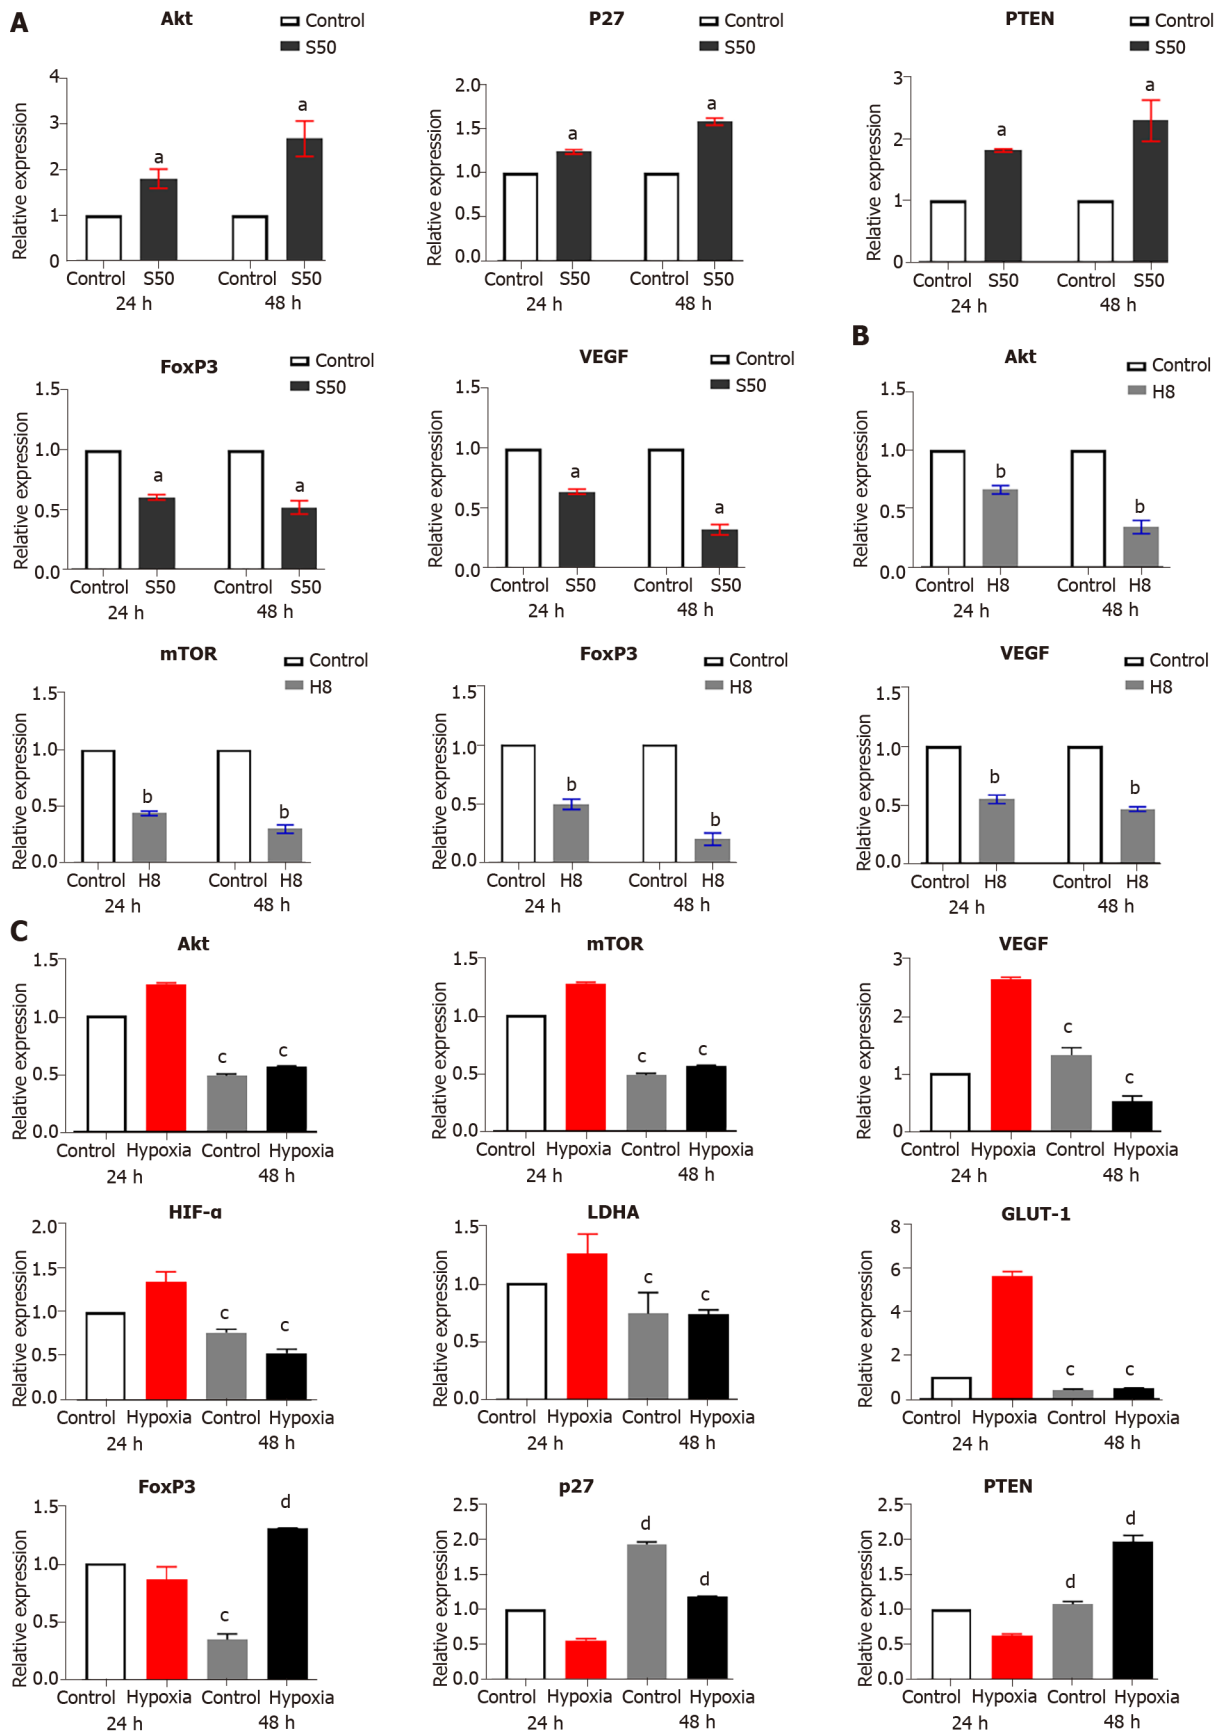 A
Akt
Control
S50
Relative expression
4
3
2
1
0
a
a
Control S50 Control S50
24 h 48 h
P27
Control
S50
Relative expression
2.0
1.5
1.0
0.5
0.0
a
a
Control S50 Control S50
24 h 48 h
PTEN
Control
S50
Relative expression
3
2
1
0
a
a
Control S50 Control S50
24 h 48 h
FoxP3
Control
S50
Relative expression
1.5
1.0
0.5
0.0
a
a
Control S50 Control S50
24 h 48 h
VEGF
Control
S50
Relative expression
1.5
1.0
0.5
0.0
a
a
Control S50 Control S50
24 h 48 h
B
Akt
Control
H8
Relative expression
1.5
1.0
0.5
0.0
b
b
Control H8 Control H8
24 h 48 h
mTOR
Control
H8
Relative expression
1.5
1.0
0.5
0.0
b
b
Control H8 Control H8
24 h 48 h
FoxP3
Control
H8
Relative expression
1.5
1.0
0.5
0.0
b
b
Control H8 Control H8
24 h 48 h
VEGF
Control
H8
Relative expression
1.5
1.0
0.5
0.0
b
b
Control H8 Control H8
24 h 48 h
C
Akt
Relative expression
1.5
1.0
0.5
0.0
c c
Control Hypoxia Control Hypoxia
24 h 48 h
mTOR
Relative expression
1.5
1.0
0.5
0.0
c c
Control Hypoxia Control Hypoxia
24 h 48 h
VEGF
Relative expression
3
2
1
0
c
c
Control Hypoxia Control Hypoxia
24 h 48 h
HIF-α
Relative expression
2.0
1.5
1.0
0.5
0.0
c
c
Control Hypoxia Control Hypoxia
24 h 48 h
LDHA
Relative expression
1.5
1.0
0.5
0.0
c
c
Control Hypoxia Control Hypoxia
24 h 48 h
GLUT-1
Relative expression
8
6
4
2
0
c c
Control Hypoxia Control Hypoxia
24 h 48 h
FoxP3
Relative expression
1.5
1.0
0.5
0.0
d
c
Control Hypoxia Control Hypoxia
24 h 48 h
p27
Relative expression
2.5
2.0
1.5
1.0
0.5
0.0
d
d
Control Hypoxia Control Hypoxia
24 h 48 h
PTEN
Relative expression
2.5
2.0
1.5
1.0
0.5
0.0
d
d
Control Hypoxia Control Hypoxia
24 h 48 h